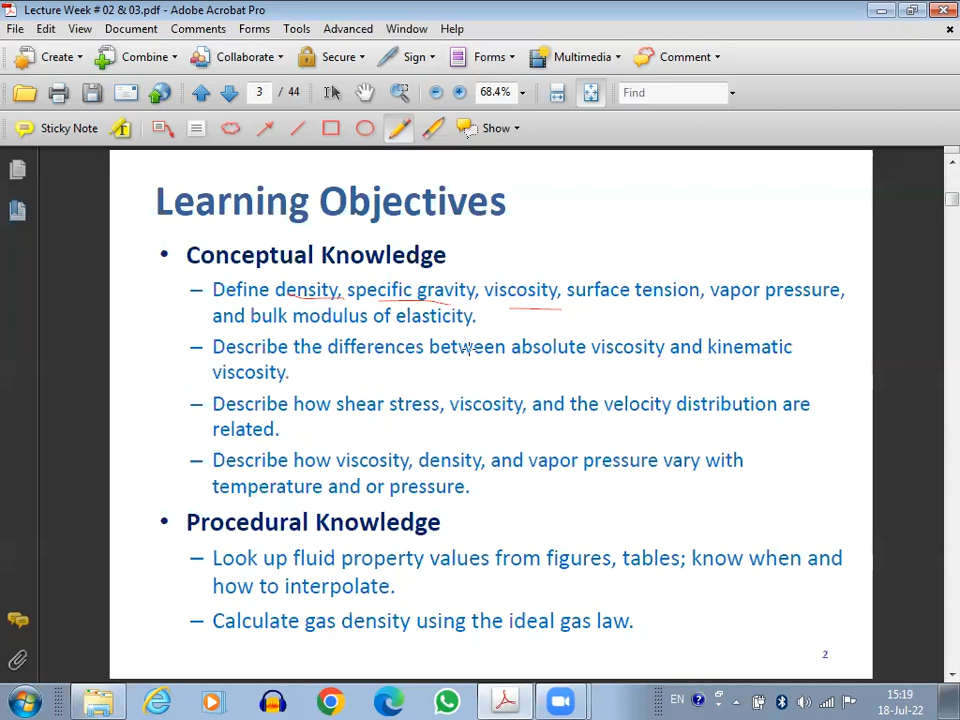 Lecture Week # 02 & 03.pdf - Adobe Acrobat Pro
File Edit View Document Comments Forms Tools Advanced Window Help
Create Combine Collaborate Secure Sign Forms Multimedia Comment
3 / 44 68.4% Find
Sticky Note Show
Learning Objectives
• Conceptual Knowledge
– Define density, specific gravity, viscosity, surface tension, vapor pressure,
and bulk modulus of elasticity.
– Describe the differences between absolute viscosity and kinematic
viscosity.
– Describe how shear stress, viscosity, and the velocity distribution are
related.
– Describe how viscosity, density, and vapor pressure vary with
temperature and or pressure.
• Procedural Knowledge
– Look up fluid property values from figures, tables; know when and
how to interpolate.
– Calculate gas density using the ideal gas law.
2
EN
15:19
18-Jul-22